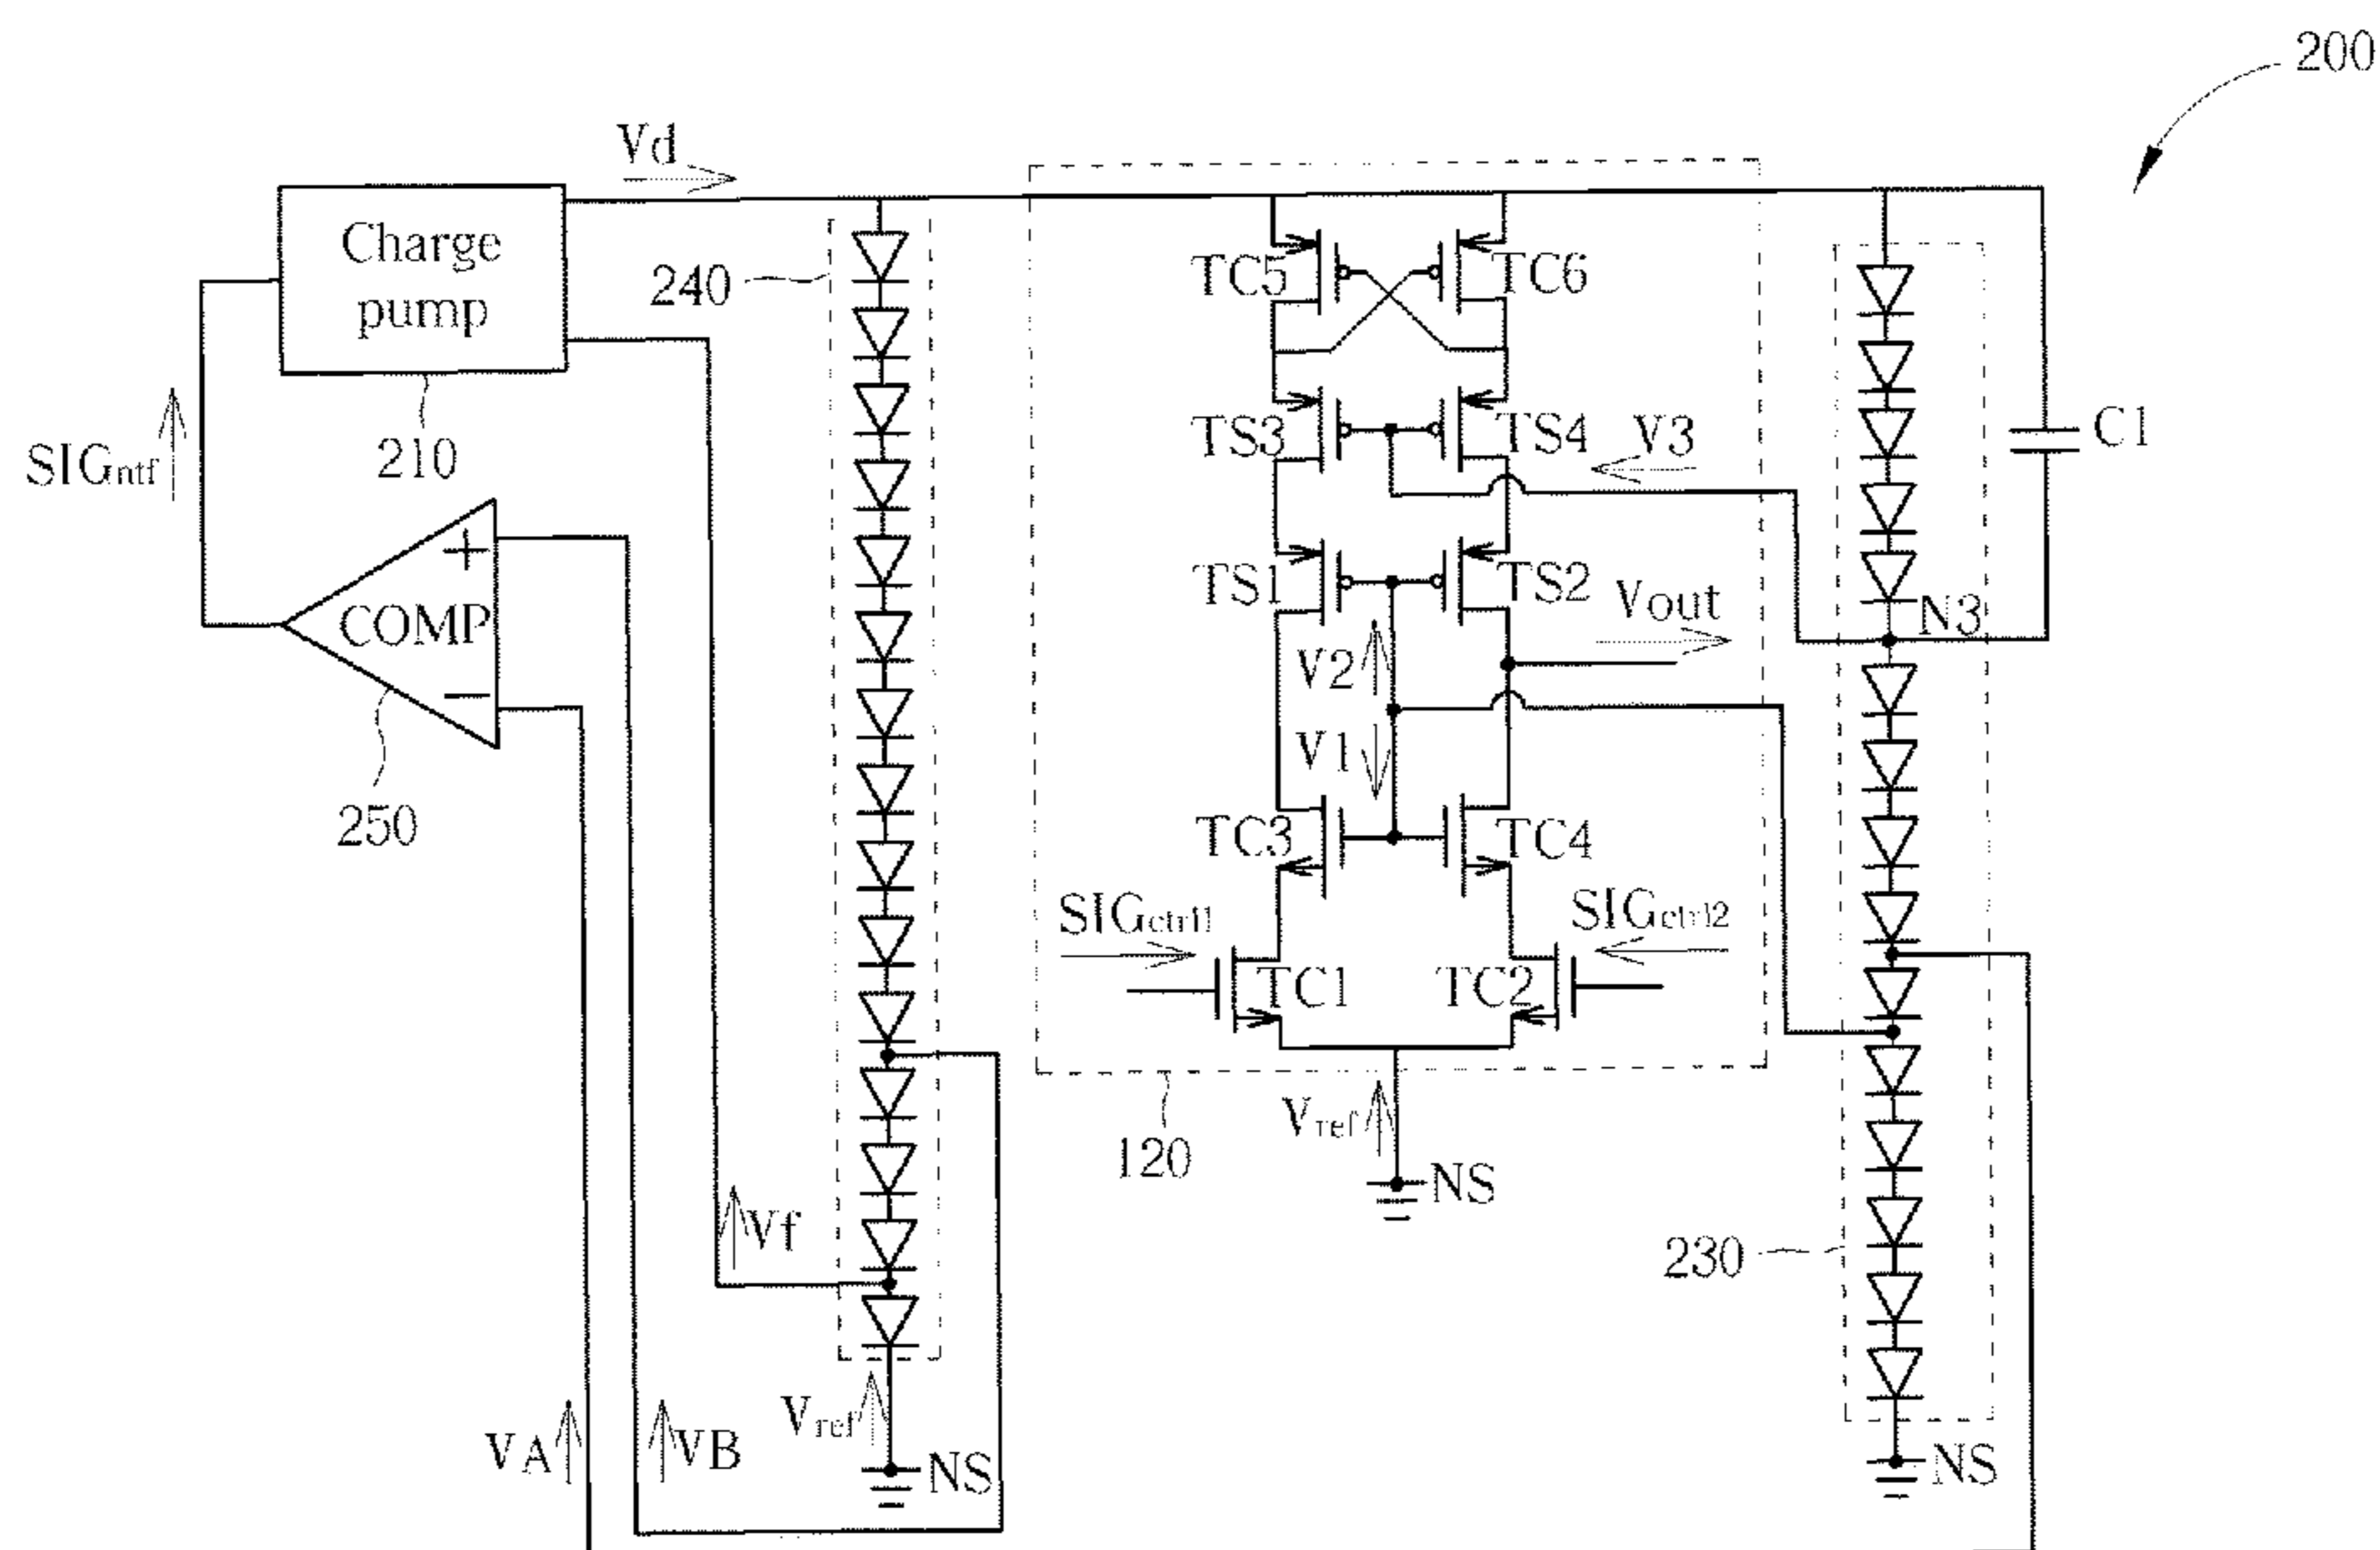 200
Vd
Charge
pump
240
TC5
TC6
210
SIGntf
TS3
TS4
V3
C1
+
COMP
−
TS1
TS2
Vout
N3
V2
V1
250
TC3
TC4
SIGctrl1
SIGctrl2
TC1
TC2
Vref
120
NS
Vf
230
Vref
VA
VB
NS
NS